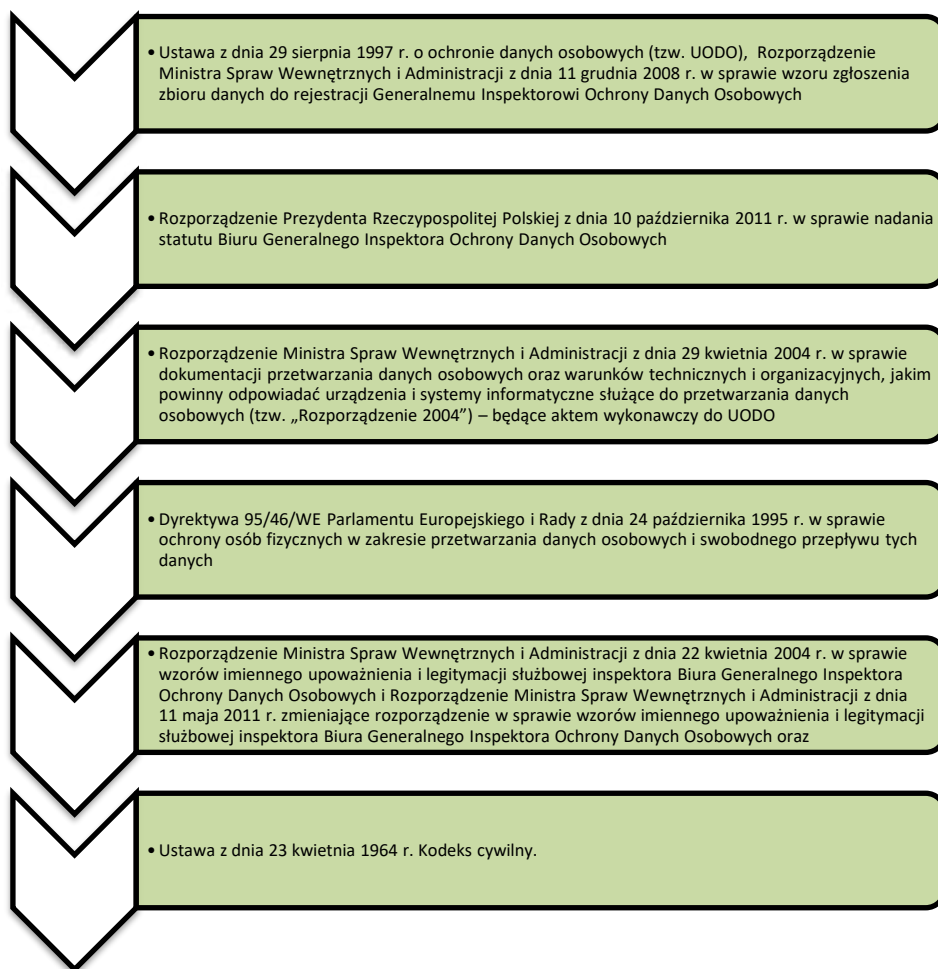 • Ustawa z dnia 29 sierpnia 1997 r. o ochronie danych osobowych (tzw. UODO), Rozporządzenie
Ministra Spraw Wewnętrznych i Administracji z dnia 11 grudnia 2008 r. w sprawie wzoru zgłoszenia
zbioru danych do rejestracji Generalnemu Inspektorowi Ochrony Danych Osobowych
• Rozporządzenie Prezydenta Rzeczypospolitej Polskiej z dnia 10 października 2011 r. w sprawie nadania
statutu Biuru Generalnego Inspektora Ochrony Danych Osobowych
• Rozporządzenie Ministra Spraw Wewnętrznych i Administracji z dnia 29 kwietnia 2004 r. w sprawie
dokumentacji przetwarzania danych osobowych oraz warunków technicznych i organizacyjnych, jakim
powinny odpowiadać urządzenia i systemy informatyczne służące do przetwarzania danych
osobowych (tzw. „Rozporządzenie 2004”) – będące aktem wykonawczy do UODO
• Dyrektywa 95/46/WE Parlamentu Europejskiego i Rady z dnia 24 października 1995 r. w sprawie
ochrony osób fizycznych w zakresie przetwarzania danych osobowych i swobodnego przepływu tych
danych
• Rozporządzenie Ministra Spraw Wewnętrznych i Administracji z dnia 22 kwietnia 2004 r. w sprawie
wzorów imiennego upoważnienia i legitymacji służbowej inspektora Biura Generalnego Inspektora
Ochrony Danych Osobowych i Rozporządzenie Ministra Spraw Wewnętrznych i Administracji z dnia
11 maja 2011 r. zmieniające rozporządzenie w sprawie wzorów imiennego upoważnienia i legitymacji
służbowej inspektora Biura Generalnego Inspektora Ochrony Danych Osobowych oraz
• Ustawa z dnia 23 kwietnia 1964 r. Kodeks cywilny.